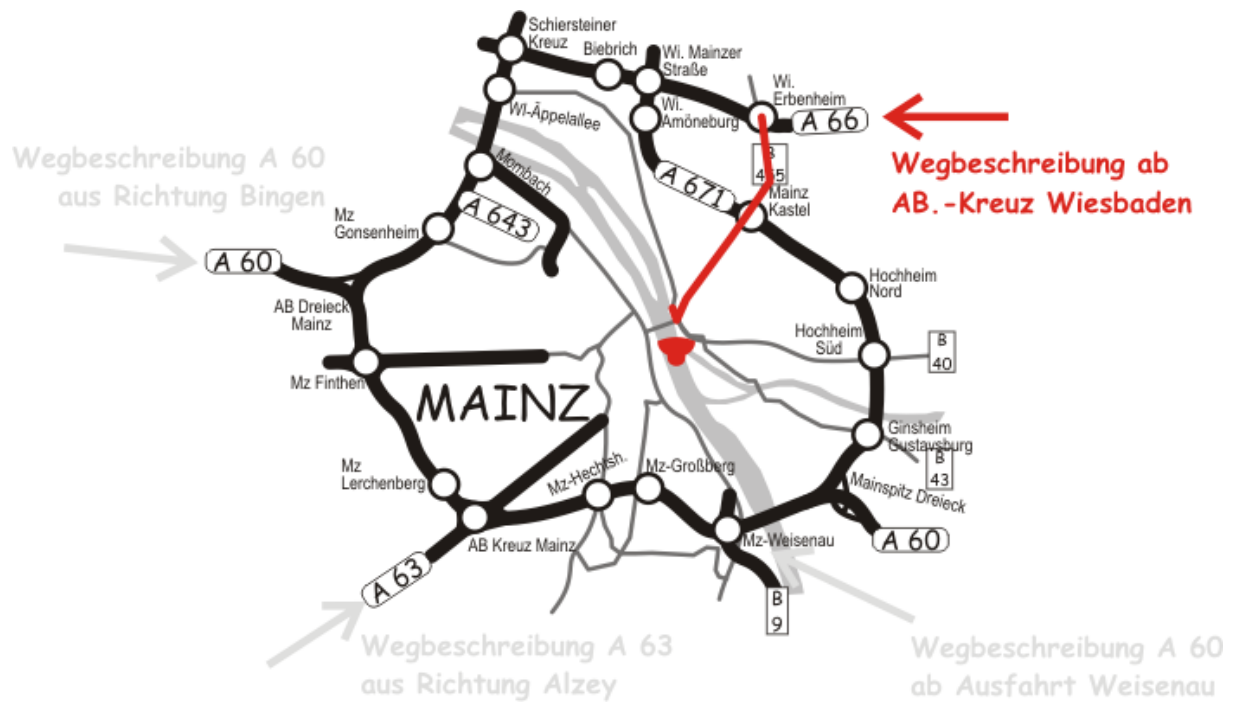 Schiersteiner
Kreuz
Biebrich
Wi. Mainzer
Straße
Wi.
Erbenheim
A 66
WI-Äppelallee
Wi.
Amöneburg
Wegbeschreibung A 60
aus Richtung Bingen
Mombach
A 671
B
455
Mainz
Kastel
Wegbeschreibung ab
AB.-Kreuz Wiesbaden
A 643
Mz
Gonsenheim
A 60
AB Dreieck
Mainz
Hochheim
Nord
Hochheim
Süd
B
40
Mz Finthen
MAINZ
Ginsheim
Gustavsburg
B
43
Mz
Lerchenberg
Mz-Hechtsh.
Mz-Großberg
Mainspitz Dreieck
AB Kreuz Mainz
Mz-Weisenau
A 60
A 63
B
9
Wegbeschreibung A 63
aus Richtung Alzey
Wegbeschreibung A 60
ab Ausfahrt Weisenau